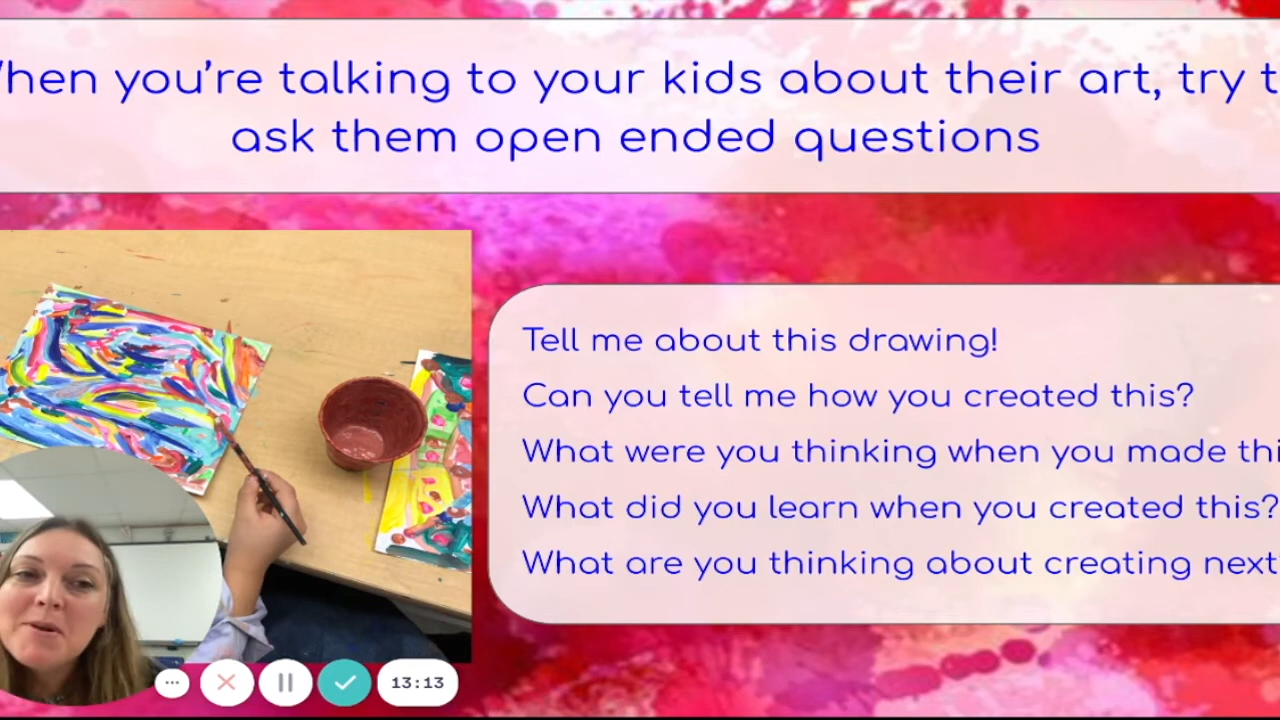 hen you're talking to your kids about their art, try t
ask them open ended questions
Tell me about this drawing!
Can you tell me how you created this?
What were you thinking when you made thi
What did you learn when you created this?
What are you thinking about creating next
13:13